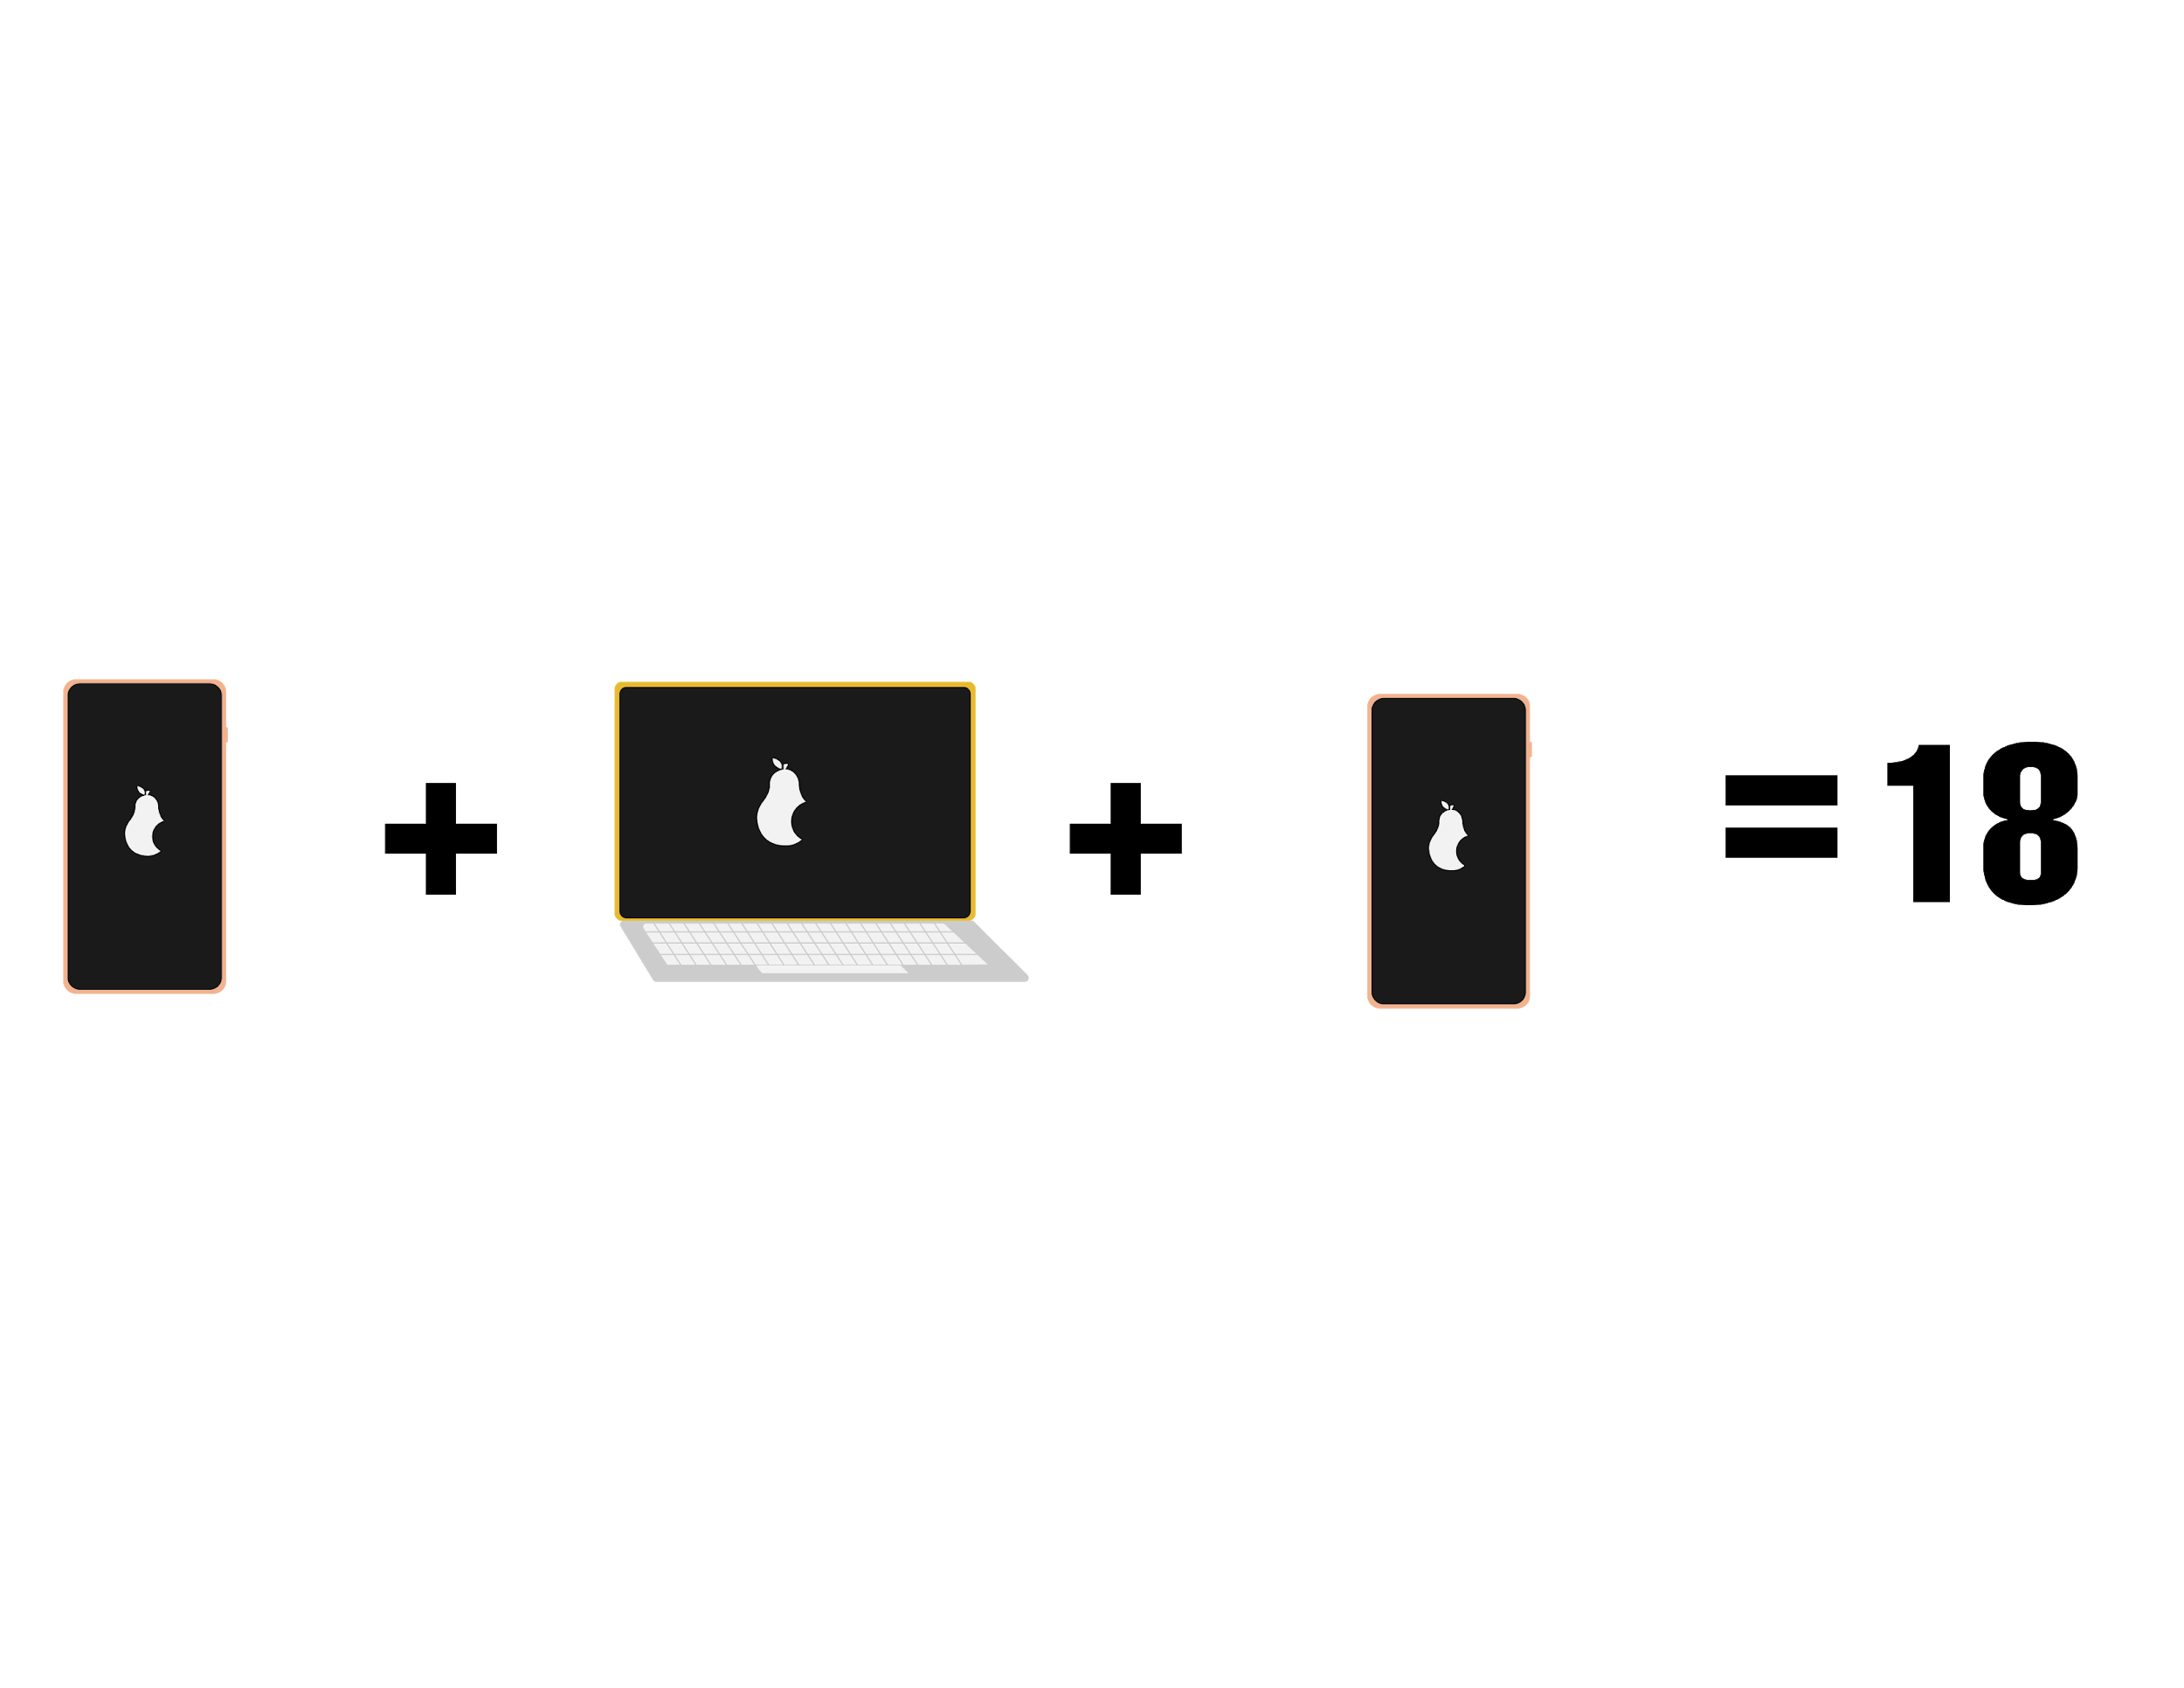 + + =18